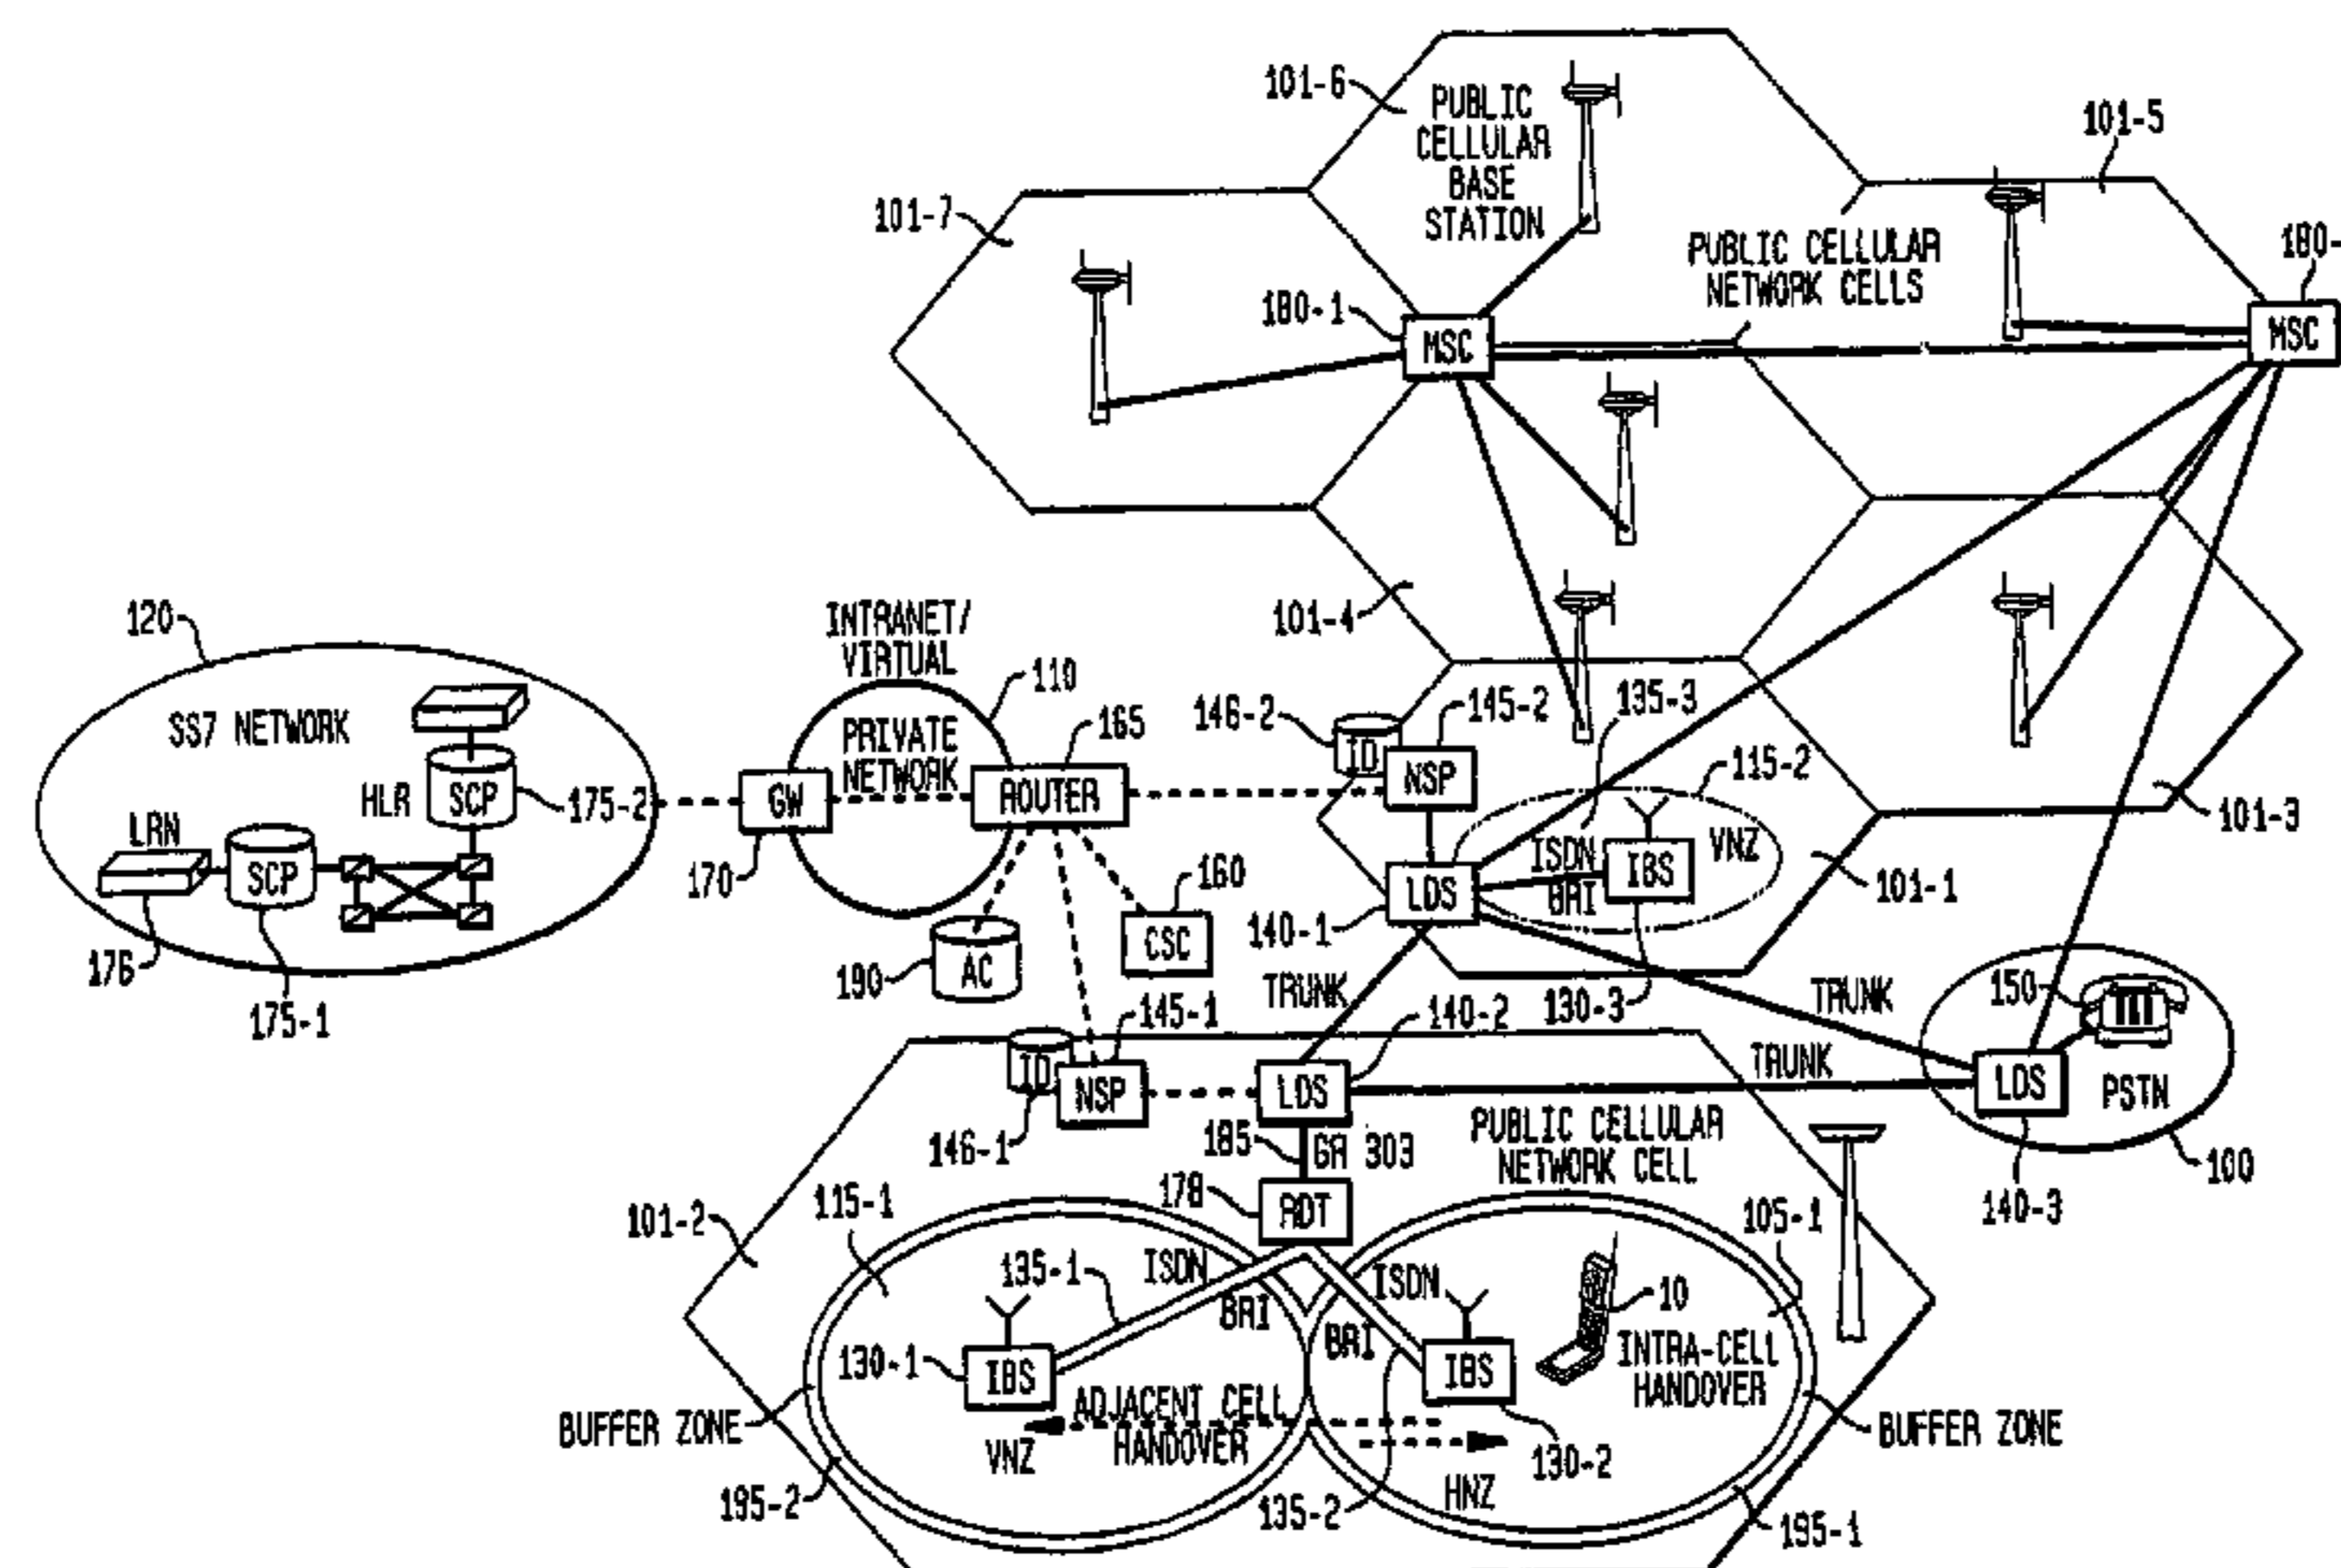 101-6
PUBLIC
CELLULAR
BASE
STATION
101-5
101-7
PUBLIC CELLULAR
NETWORK CELLS
180-
180-1
MSC
MSC
101-4
120
INTRANET/
VIRTUAL
110
PRIVATE
NETWORK
165
146-2
145-2
135-3
SS7 NETWORK
ID
NSP
115-2
HLR
SCP
175-2
GW
ROUTER
LRN
SCP
170
160
ISDN
BRI
IBS
VNZ
101-3
LDS
101-1
176
175-1
190
AC
CSC
140-1
TRUNK
130-3
TRUNK
150
145-1
140-2
ID
NSP
LDS
TRUNK
LDS
PSTN
146-1
185
GR 303
PUBLIC CELLULAR
NETWORK CELL
100
140-3
101-2
115-1
178
RDT
105-1
135-1
ISDN
BRI
ISDN
BRI
10
130-1
IBS
IBS
INTRA-CELL
HANDOVER
BUFFER ZONE
ADJACENT CELL
HANDOVER
VNZ
130-2
BUFFER ZONE
195-2
135-2
HNZ
195-1